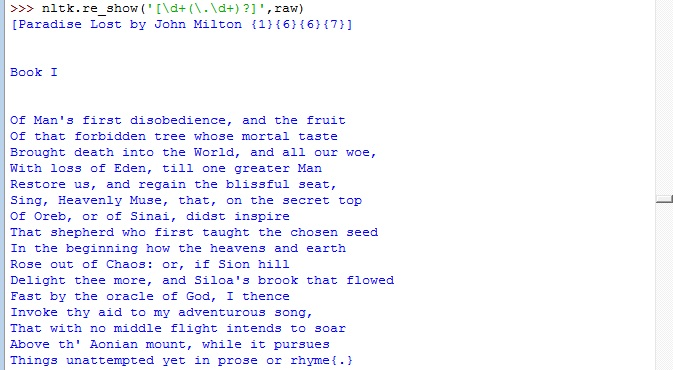 >>> nltk.re_show('[\d+(\.\d+)?]',raw)
[Paradise Lost by John Milton {1}{6}{6}{7}]
Book I
Of Man's first disobedience, and the fruit
Of that forbidden tree whose mortal taste
Brought death into the World, and all our woe,
With loss of Eden, till one greater Man
Restore us, and regain the blissful seat,
Sing, Heavenly Muse, that, on the secret top
Of Oreb, or of Sinai, didst inspire
That shepherd who first taught the chosen seed
In the beginning how the heavens and earth
Rose out of Chaos: or, if Sion hill
Delight thee more, and Siloa's brook that flowed
Fast by the oracle of God, I thence
Invoke thy aid to my adventurous song,
That with no middle flight intends to soar
Above th' Aonian mount, while it pursues
Things unattempted yet in prose or rhyme{.}